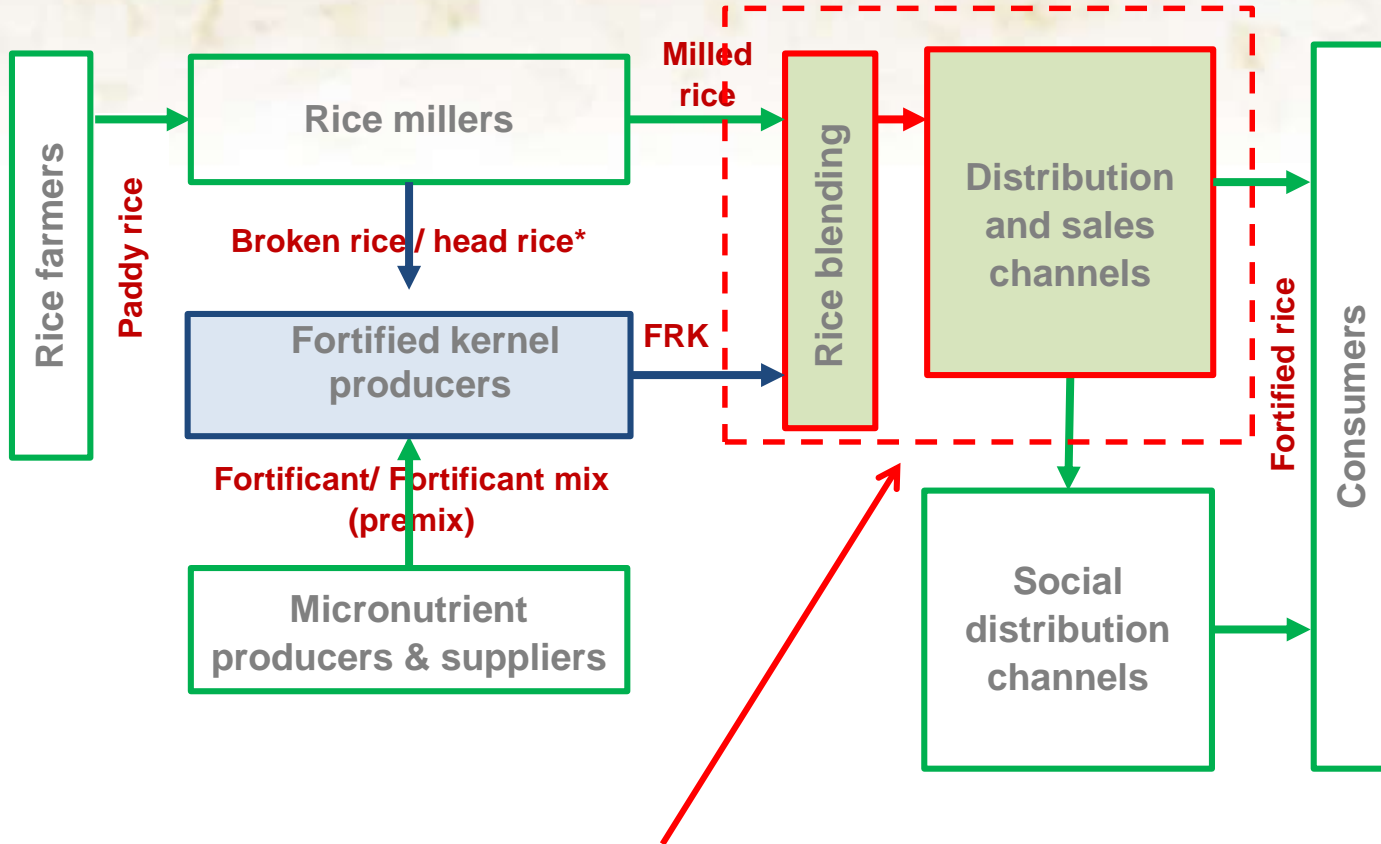 Rice farmers
Paddy rice
Rice millers
Broken rice / head rice*
Fortified kernel
producers
Fortificant/ Fortificant mix
(premix)
Micronutrient
producers & suppliers
Milled
rice
FRK
Rice blending
Distribution
and sales
channels
Social
distribution
channels
Fortified rice
Consumers